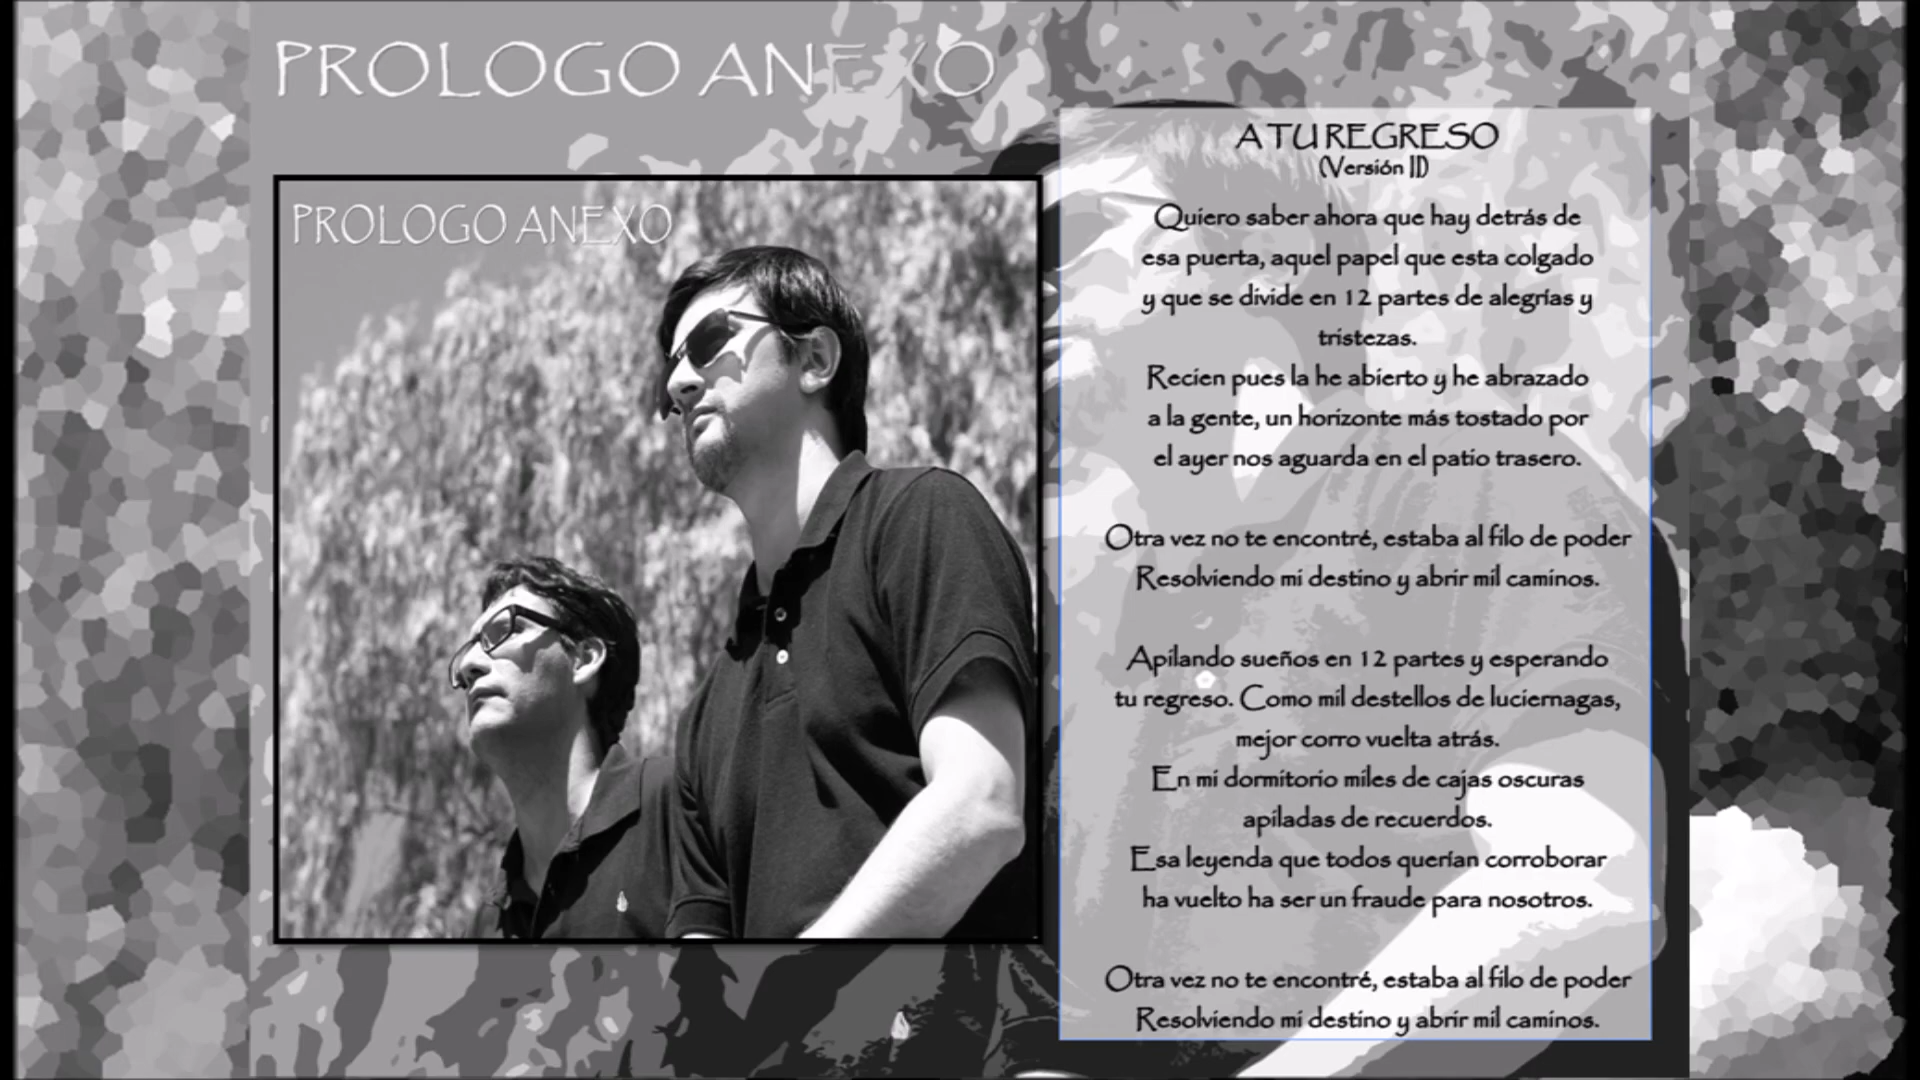 PROLOGO ANEXO
PROLOGO ANEXO
A TU REGRESO
(Versión II)
Quiero saber ahora que hay detrás de
esa puerta, aquel papel que esta colgado
y que se divide en 12 partes de alegrías y
tristezas.
Recien pues la he abierto y he abrazado
a la gente, un horizonte más tostado por
el ayer nos aguarda en el patio trasero.
Otra vez no te encontré, estaba al filo de poder
Resolviendo mi destino y abrir mil caminos.
Apilando sueños en 12 partes y esperando
tu regreso. Como mil destellos de luciernagas,
mejor corro vuelta atrás.
En mi dormitorio miles de cajas oscuras
apiladas de recuerdos.
Esa leyenda que todos querían corroborar
ha vuelto ha ser un fraude para nosotros.
Otra vez no te encontré, estaba al filo de poder
Resolviendo mi destino y abrir mil caminos.